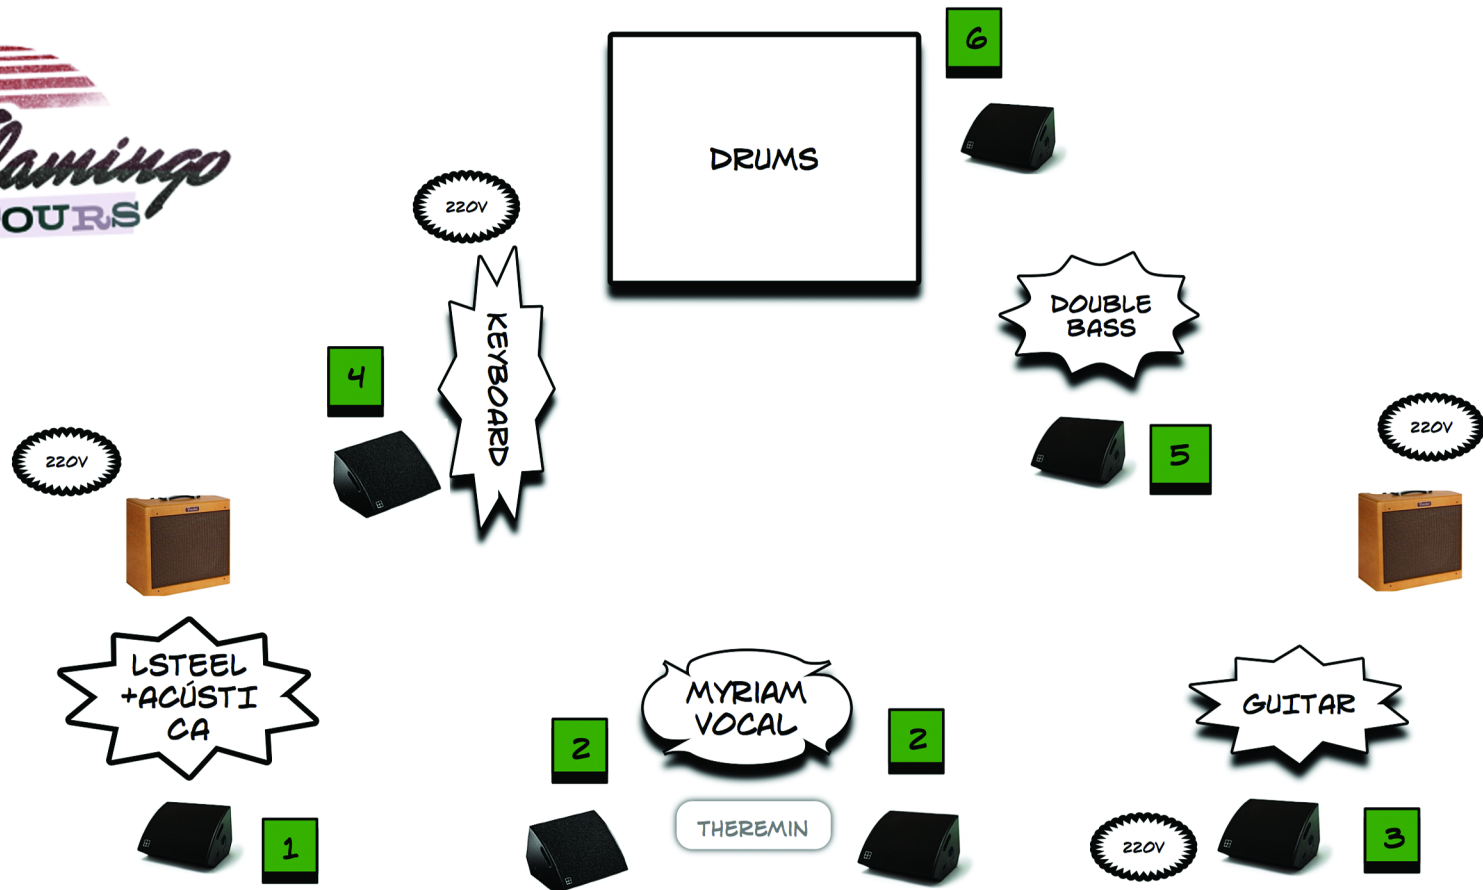 6
DRUMS
lamingo
OURS
220V
DOUBLE
BASS
KEYBOARD
4
220V
5
220V
LSTEEL
+ACÚSTI
CA
MYRIAM
VOCAL
GUITAR
2
2
THEREMIN
1
220V
3